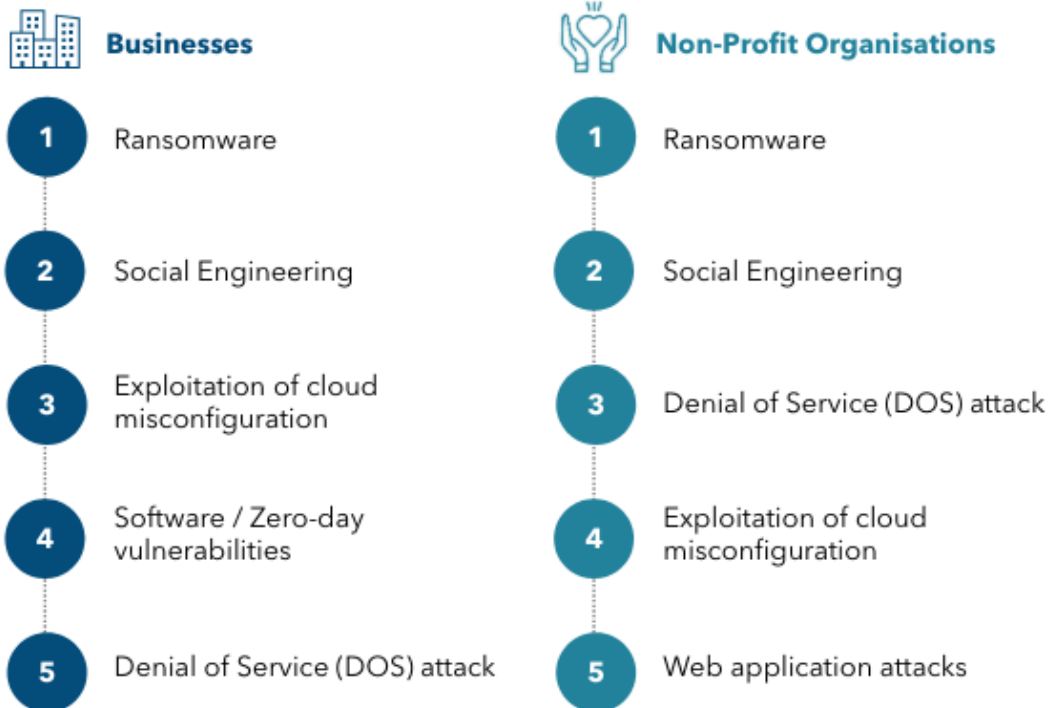 Businesses
1
Ransomware
2
Social Engineering
3
Exploitation of cloud
misconfiguration
4
Software / Zero-day
vulnerabilities
5
Denial of Service (DOS) attack
Non-Profit Organisations
1
Ransomware
2
Social Engineering
3
Denial of Service (DOS) attack
4
Exploitation of cloud
misconfiguration
5
Web application attacks